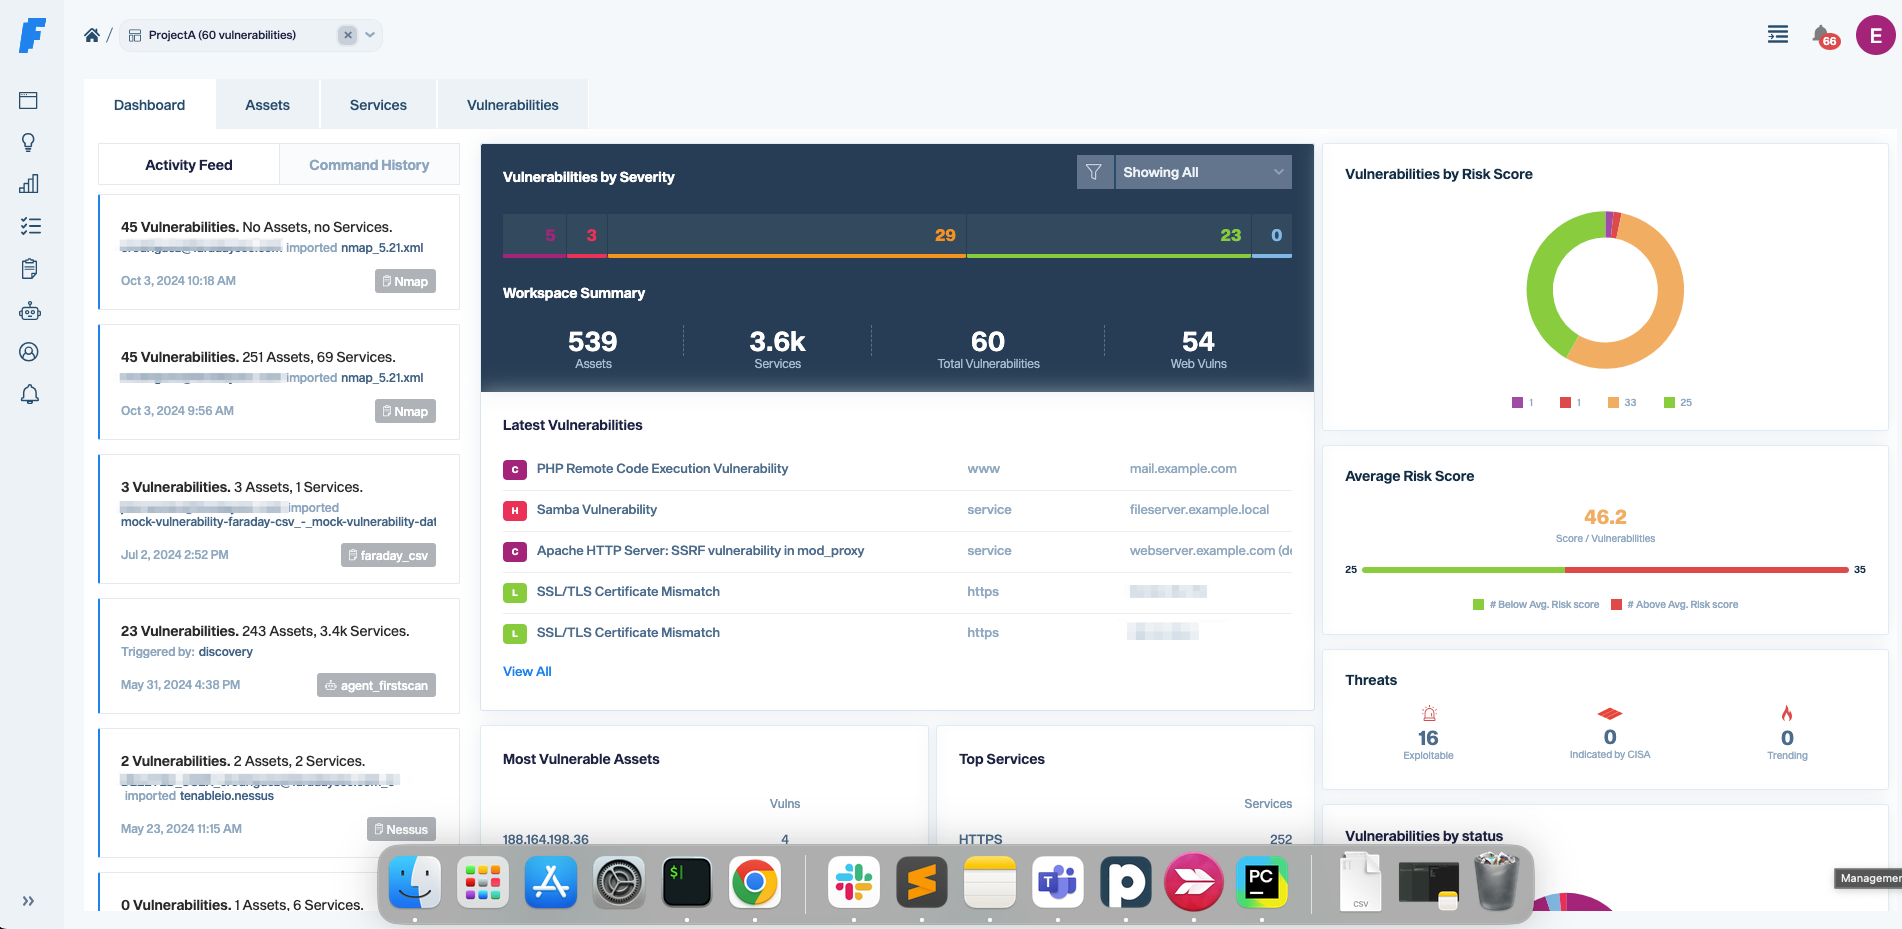 ProjectA (60 vulnerabilities)
66
E
Dashboard
Assets
Services
Vulnerabilities
Activity Feed
Command History
45 Vulnerabilities. No Assets, no Services.
imported nmap_5.21.xml
Oct 3, 2024 10:18 AM
Nmap
45 Vulnerabilities. 251 Assets, 69 Services.
imported nmap_5.21.xml
Oct 3, 2024 9:56 AM
Nmap
3 Vulnerabilities. 3 Assets, 1 Services.
imported
mock-vulnerability-faraday-csv_-_mock-vulnerability-dat
Jul 2, 2024 2:52 PM
faraday_csv
23 Vulnerabilities. 243 Assets, 3.4k Services.
Triggered by: discovery
May 31, 2024 4:38 PM
agent_firstscan
2 Vulnerabilities. 2 Assets, 2 Services.
imported tenableio.nessus
May 23, 2024 11:15 AM
Nessus
0 Vulnerabilities. 1 Assets, 6 Services.
Vulnerabilities by Severity
Showing All
5
3
29
23
0
Workspace Summary
539
Assets
3.6k
Services
60
Total Vulnerabilities
54
Web Vulns
Latest Vulnerabilities
C PHP Remote Code Execution Vulnerability www mail.example.com
H Samba Vulnerability service fileserver.example.local
C Apache HTTP Server: SSRF vulnerability in mod_proxy service webserver.example.com (de
L SSL/TLS Certificate Mismatch https
L SSL/TLS Certificate Mismatch https
View All
Most Vulnerable Assets
Vulns
188.164.198.36 4
Top Services
Services
HTTPS 252
Vulnerabilities by Risk Score
1
1
33
25
Average Risk Score
46.2
Score / Vulnerabilities
25
35
# Below Avg. Risk score
# Above Avg. Risk score
Threats
16
Exploitable
0
Indicated by CISA
0
Trending
Vulnerabilities by status
Managemen
$
T
PC
CSV